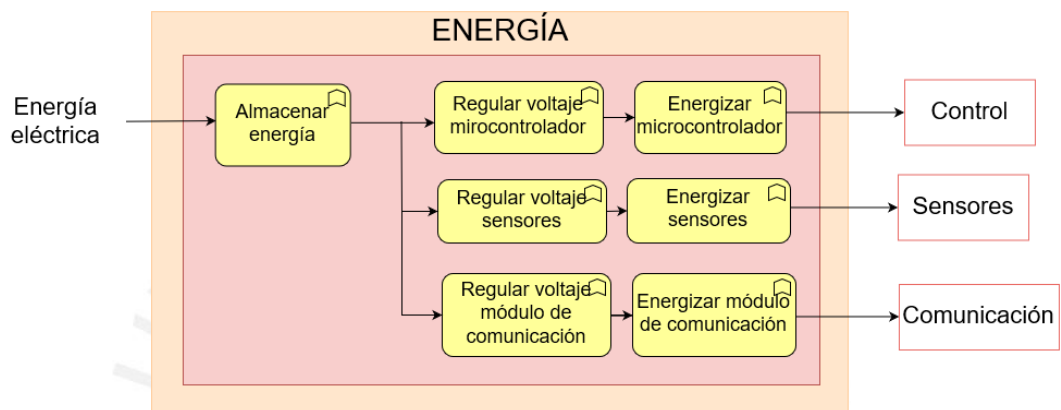 ENERGÍA
Energía
eléctrica
Almacenar
energía
Regular voltaje
mirocontrolador
Energizar
microcontrolador
Control
Regular voltaje
sensores
Energizar
sensores
Sensores
Regular voltaje
módulo de
comunicación
Energizar módulo
de comunicación
Comunicación